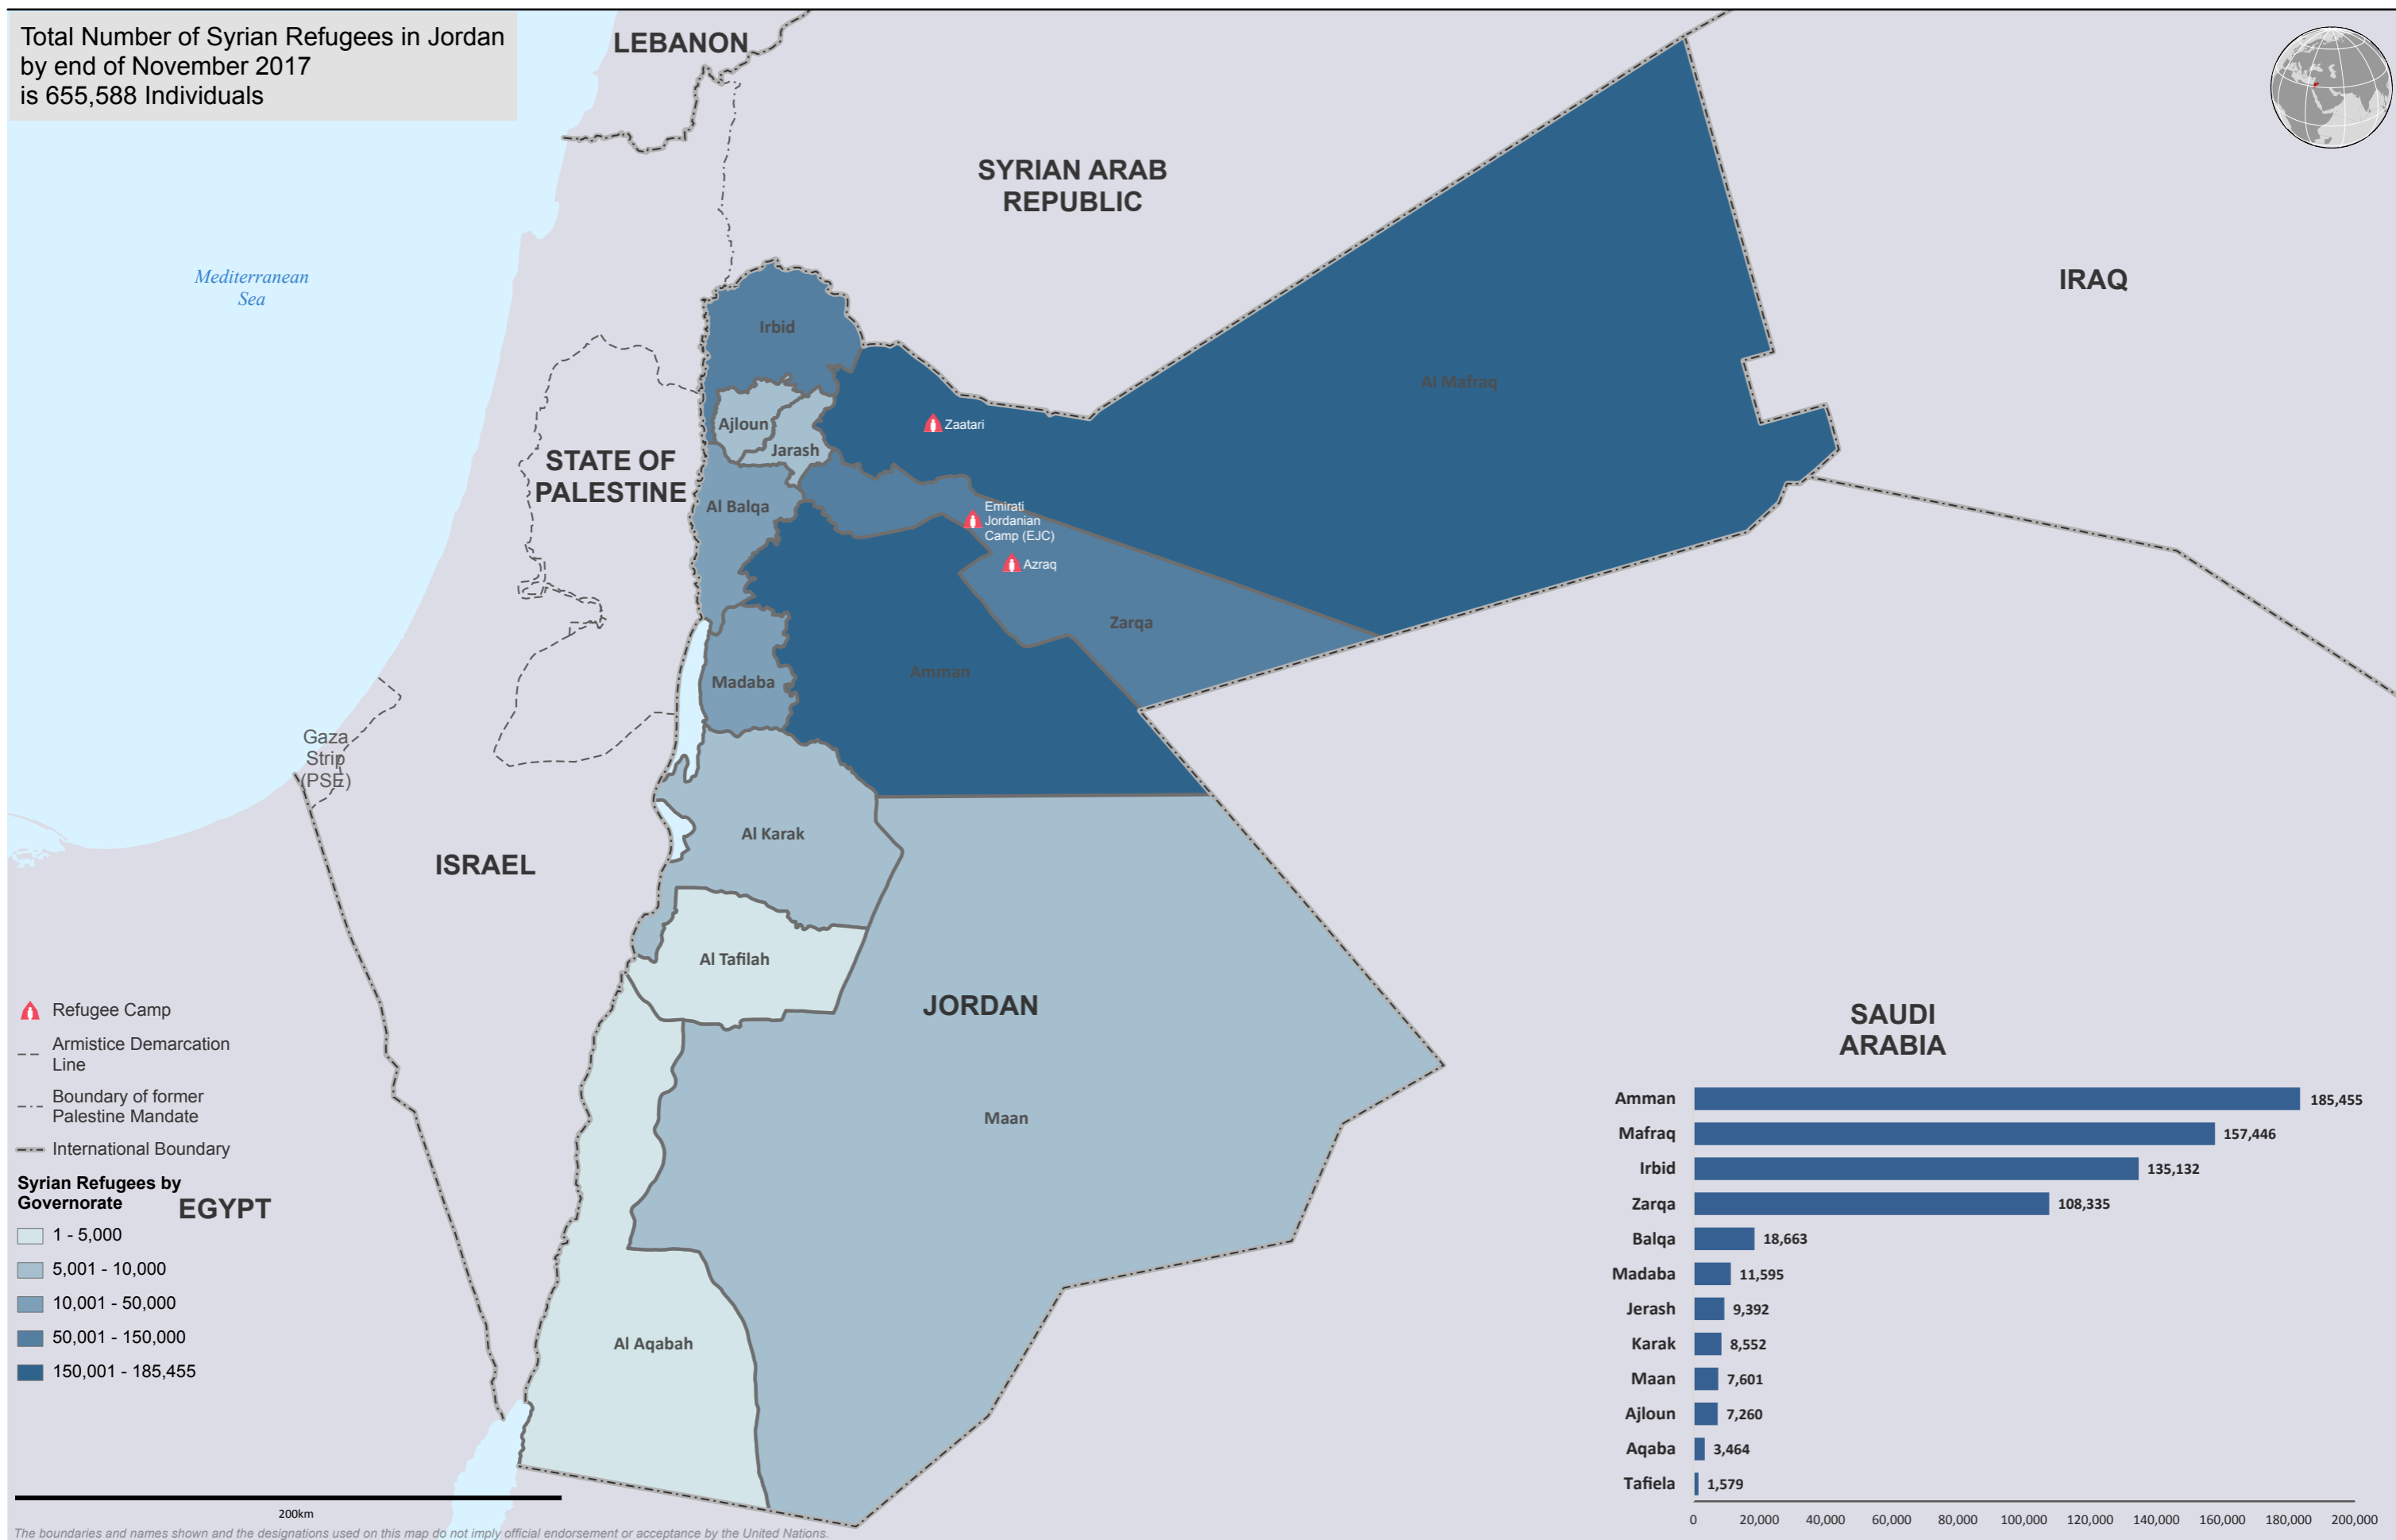 Total Number of Syrian Refugees in Jordan
by end of November 2017
is 655,588 Individuals
LEBANON
SYRIAN ARAB
REPUBLIC
IRAQ
Mediterranean
Sea
Irbid
Al Mafraq
Ajloun
Zaatari
Jarash
STATE OF
PALESTINE
Al Balqa
Emirati
Jordanian
Camp (EJC)
Azraq
Zarqa
Amman
Madaba
Gaza
Strip
(PSE)
Al Karak
ISRAEL
Al Tafilah
JORDAN
SAUDI
ARABIA
Maan
Al Aqabah
EGYPT
Refugee Camp
Armistice Demarcation
Line
Boundary of former
Palestine Mandate
International Boundary
Syrian Refugees by
Governorate
1 - 5,000
5,001 - 10,000
10,001 - 50,000
50,001 - 150,000
150,001 - 185,455
200km
The boundaries and names shown and the designations used on this map do not imply official endorsement or acceptance by the United Nations.
Amman 185,455
Mafraq 157,446
Irbid 135,132
Zarqa 108,335
Balqa 18,663
Madaba 11,595
Jerash 9,392
Karak 8,552
Maan 7,601
Ajloun 7,260
Aqaba 3,464
Tafiela 1,579
0 20,000 40,000 60,000 80,000 100,000 120,000 140,000 160,000 180,000 200,000